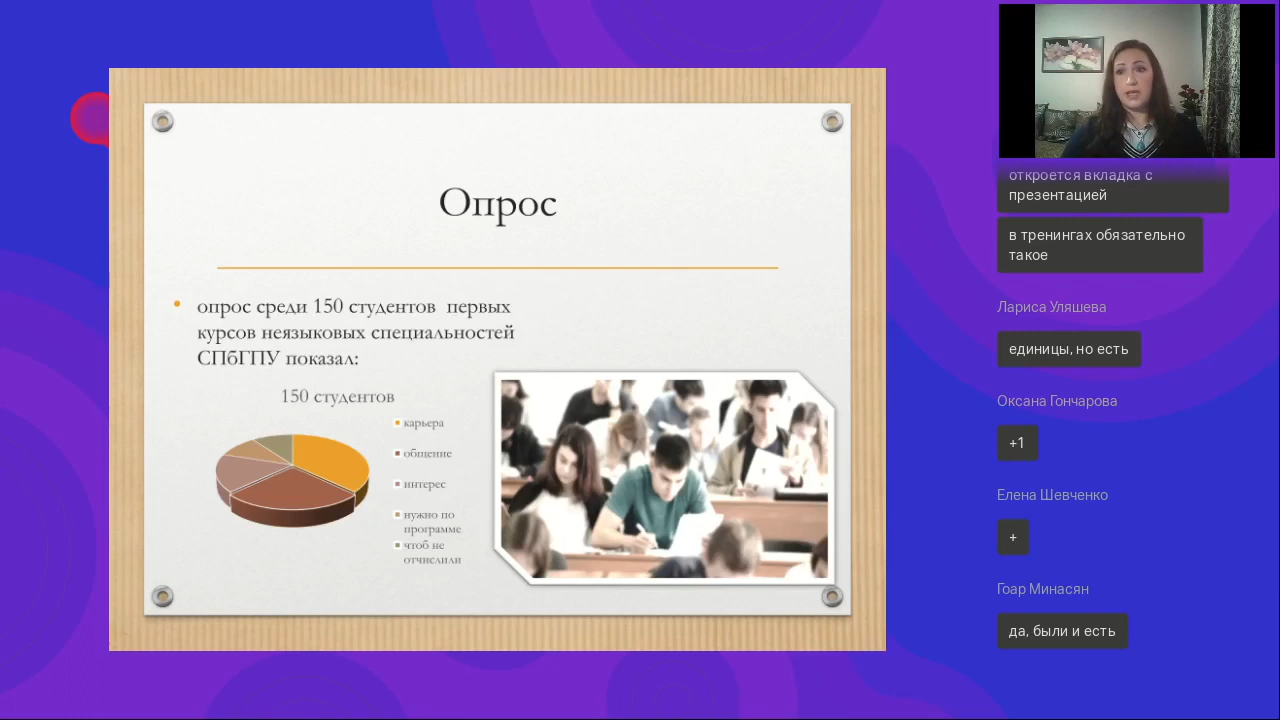 Опрос
опрос среди 150 студентов первых
курсов неязыковых специальностей
СПбГПУ показал:
150 студентов
карьера
общение
интерес
нужно по
программе
чтоб не
отчислили
откроется вкладка с
презентацией
в тренингах обязательно
такое
Лариса Уляшева
единицы, но есть
Оксана Гончарова
+1
Елена Шевченко
+
Гоар Минасян
да, были и есть